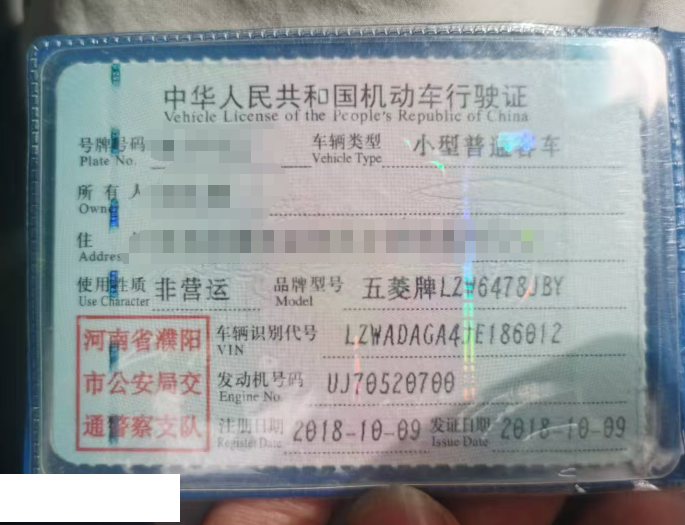 中华人民共和国机动车行驶证
Vehicle License of the People's Republic of China
号牌号码 车辆类型 小型普通客车
Plate No. Vehicle Type
所有人
Owner
住
Address
使用性质 非营运 品牌型号 五菱牌LZW6478JBY
Use Character Model
河南省濮阳 车辆识别代号 LZWADAGA4JE186012
VIN
市公安局交 发动机号码 UJ70520700
Engine No.
通警察支队 注册日期 2018-10-09 发证日期 2018-10-09
Register Date Issue Date